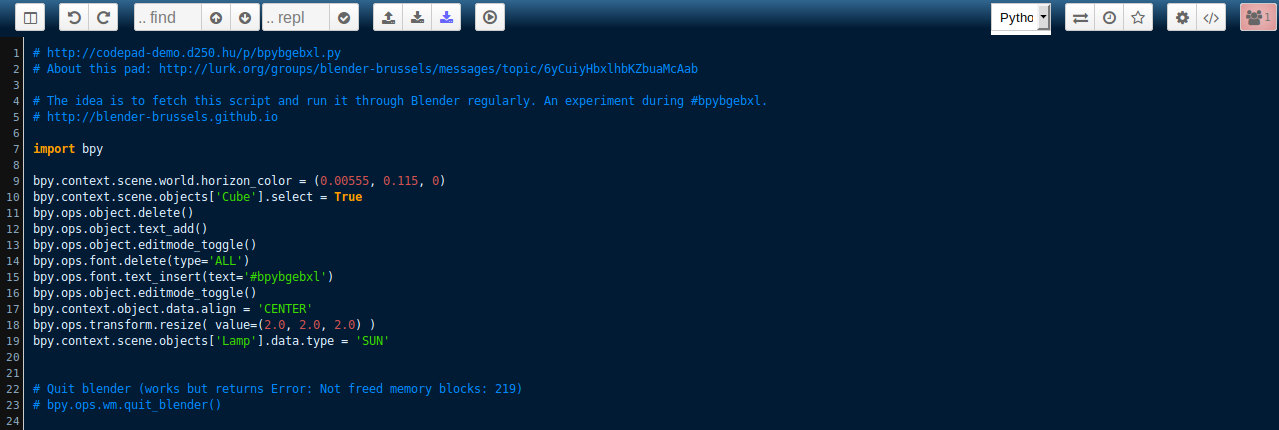 .. find .. repl Pytho 1
1 # http://codepad-demo.d250.hu/p/bpybgebxl.py
2 # About this pad: http://lurk.org/groups/blender-brussels/messages/topic/6yCuiyHbxlhbKZbuaMcAab
3
4 # The idea is to fetch this script and run it through Blender regularly. An experiment during #bpybgebxl.
5 # http://blender-brussels.github.io
6
7 import bpy
8
9 bpy.context.scene.world.horizon_color = (0.00555, 0.115, 0)
10 bpy.context.scene.objects['Cube'].select = True
11 bpy.ops.object.delete()
12 bpy.ops.object.text_add()
13 bpy.ops.object.editmode_toggle()
14 bpy.ops.font.delete(type='ALL')
15 bpy.ops.font.text_insert(text='#bpybgebxl')
16 bpy.ops.object.editmode_toggle()
17 bpy.context.object.data.align = 'CENTER'
18 bpy.ops.transform.resize( value=(2.0, 2.0, 2.0) )
19 bpy.context.scene.objects['Lamp'].data.type = 'SUN'
20
21
22 # Quit blender (works but returns Error: Not freed memory blocks: 219)
23 # bpy.ops.wm.quit_blender()
24